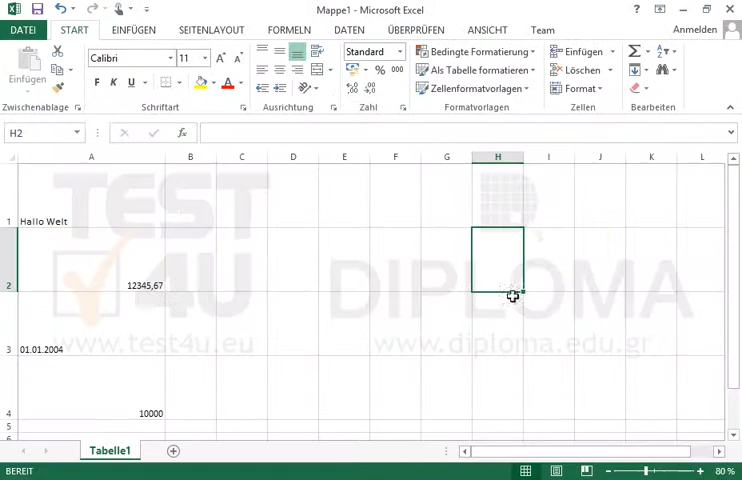 Mappe1 - Microsoft Excel
DATEI START EINFÜGEN SEITENLAYOUT FORMELN DATEN ÜBERPRÜFEN ANSICHT Team Anmelden
Einfügen
Calibri 11
F K U
Standard
% 000
Bedingte Formatierung
Als Tabelle formatieren
Zellenformatvorlagen
Einfügen
Löschen
Format
Zwischenablage Schriftart Ausrichtung Zahl Formatvorlagen Zellen Bearbeiten
H2 fx
A B C D E F G H I J K L
1 Hallo Welt
2 12345,67
3 01.01.2004
4 10000
5
6
TEST
4U
DIPLOMA
www.test4u.eu www.diploma.edu.gr
Tabelle1
BEREIT 80 %